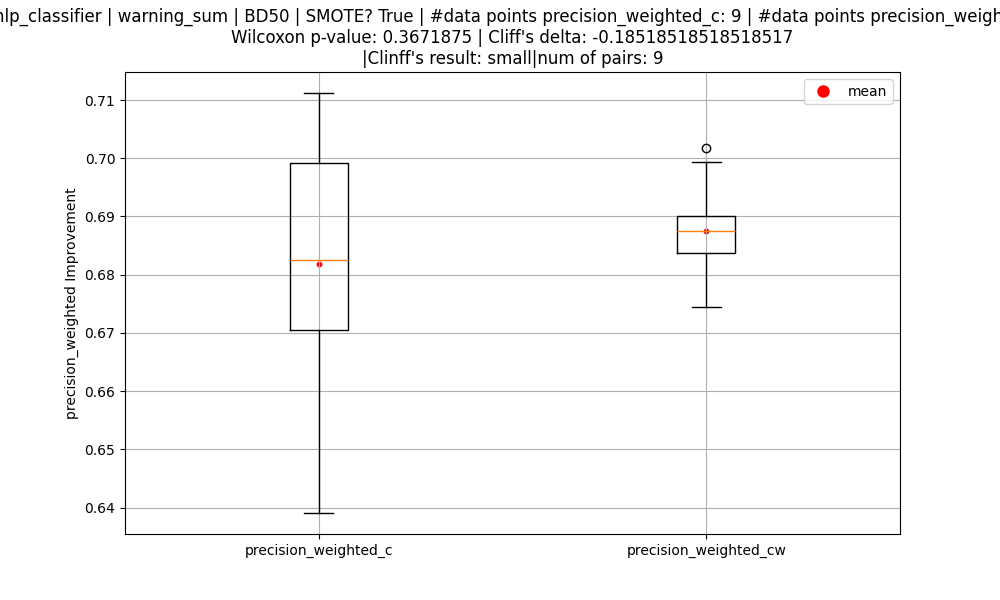 nlp_classifier | warning_sum | BD50 | SMOTE? True | #data points precision_weighted_c: 9 | #data points
Wilcoxon p-value: 0.3671875 | Cliff's delta: -0.18518518518518517
|Clinff's result: small|num of pairs: 9
mean
0.71
0.70
0.69
0.68
0.67
0.66
0.65
0.64
precision_weighted Improvement
precision_weighted_c
precision_weighted_cw